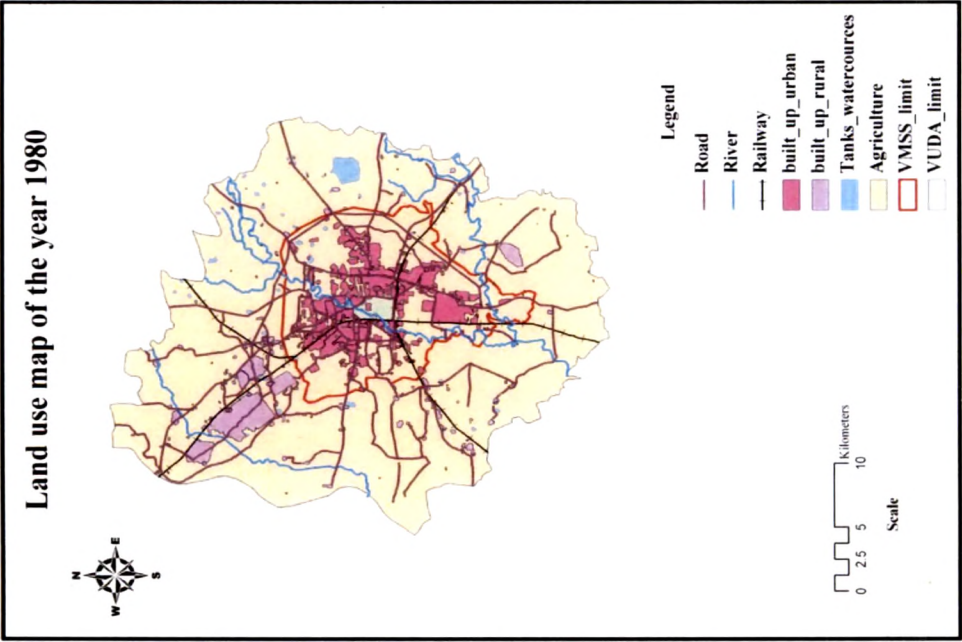 Land use map of the year 1980
N
W
E
S
Legend
Road
River
Railway
built_up_urban
built_up_rural
Tanks_watercources
Agriculture
VMSS_limit
VUDA_limit
0 2.5 5 10
Kilometers
Scale